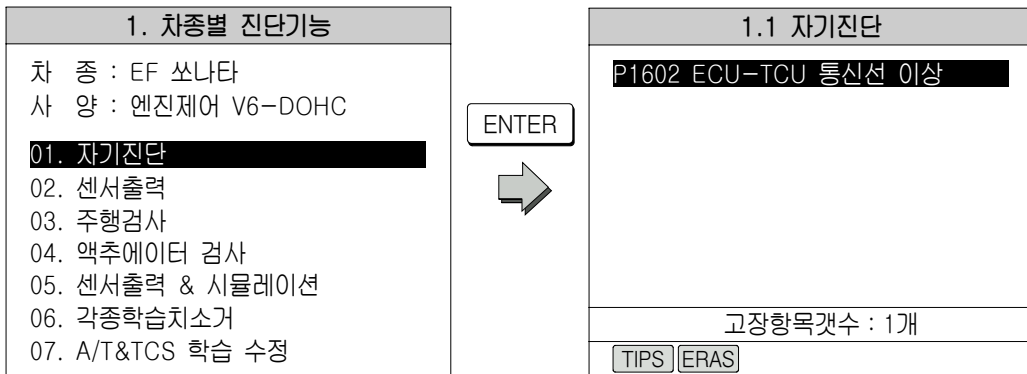 1. 차종별 진단기능
차 종 : EF 쏘나타
사 양 : 엔진제어 V6-DOHC
01. 자기진단
02. 센서출력
03. 주행검사
04. 액추에이터 검사
05. 센서출력 & 시뮬레이션
06. 각종학습치소거
07. A/T&TCS 학습 수정
ENTER
1.1 자기진단
P1602 ECU-TCU 통신선 이상
고장항목갯수 : 1개
TIPS ERAS